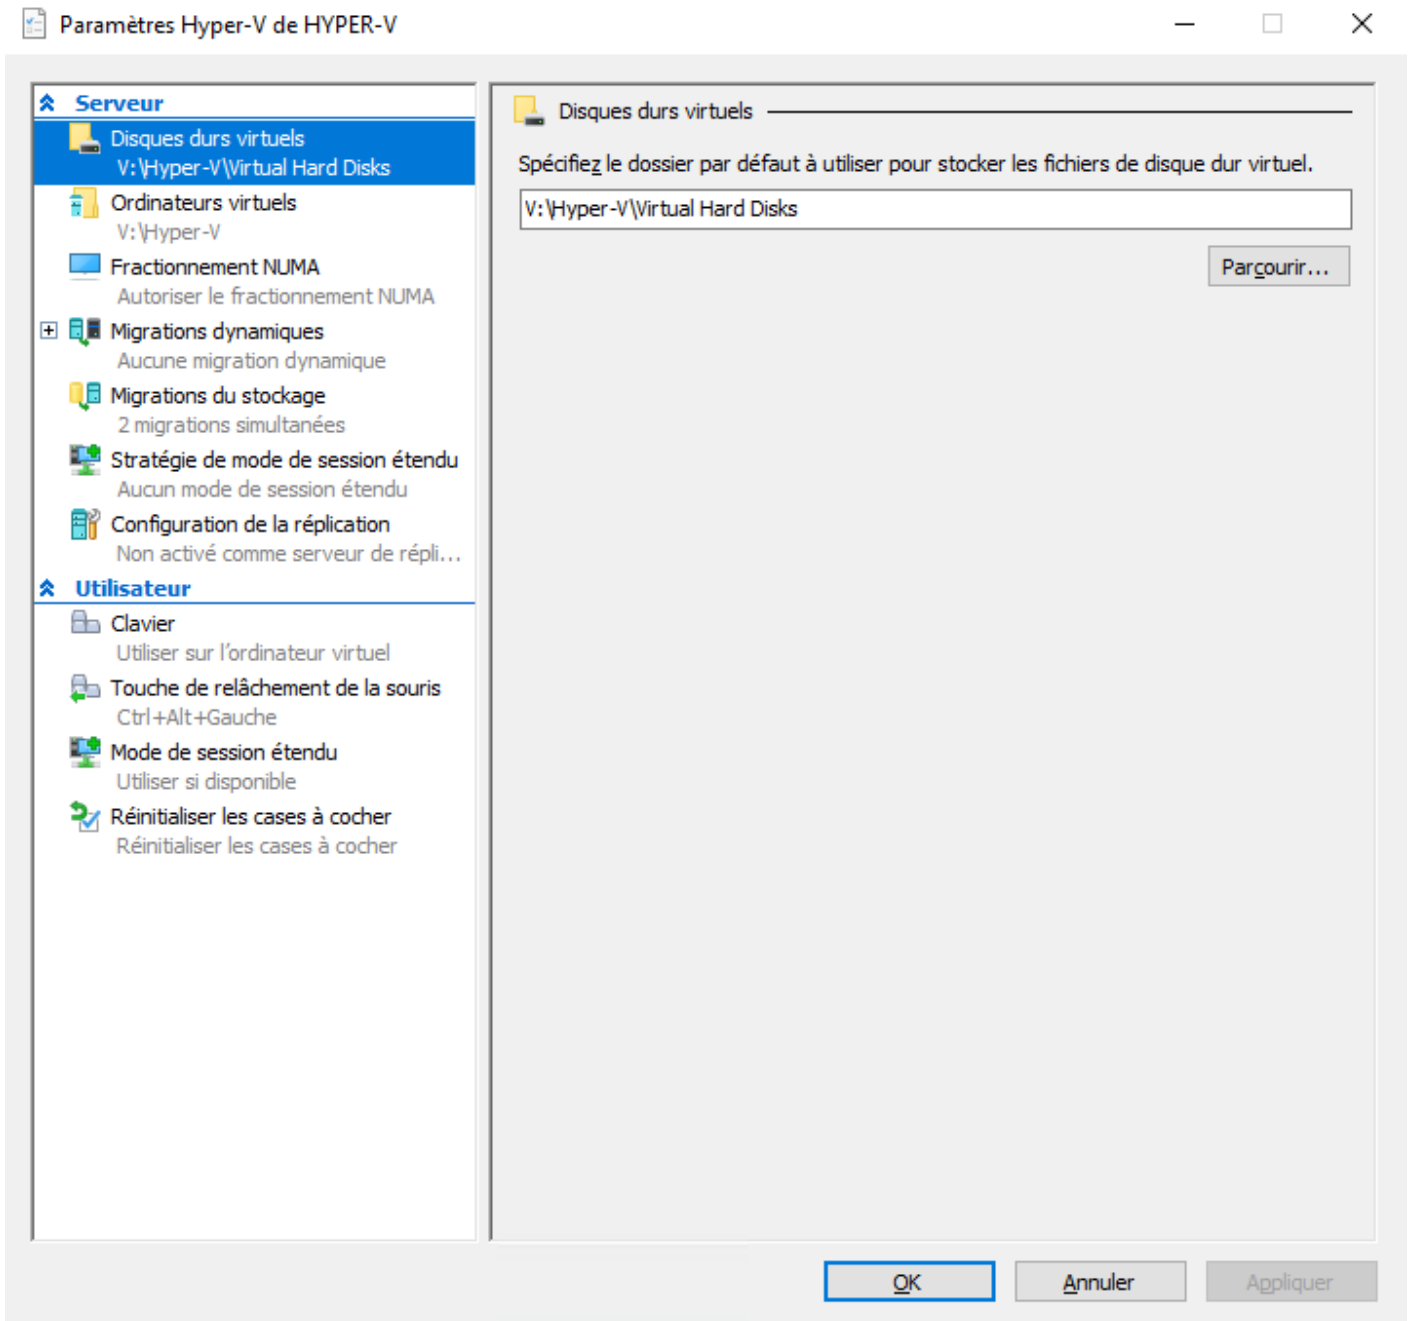 Paramètres Hyper-V de HYPER-V
Serveur
Disques durs virtuels
V:\Hyper-V\Virtual Hard Disks
Ordinateurs virtuels
V:\Hyper-V
Fractionnement NUMA
Autoriser le fractionnement NUMA
Migrations dynamiques
Aucune migration dynamique
Migrations du stockage
2 migrations simultanées
Stratégie de mode de session étendu
Aucun mode de session étendu
Configuration de la réplication
Non activé comme serveur de répli...
Utilisateur
Clavier
Utiliser sur l'ordinateur virtuel
Touche de relâchement de la souris
Ctrl+Alt+Gauche
Mode de session étendu
Utiliser si disponible
Réinitialiser les cases à cocher
Réinitialiser les cases à cocher
Disques durs virtuels
Spécifiez le dossier par défaut à utiliser pour stocker les fichiers de disque dur virtuel.
V:\Hyper-V\Virtual Hard Disks
Parcourir...
OK
Annuler
Appliquer